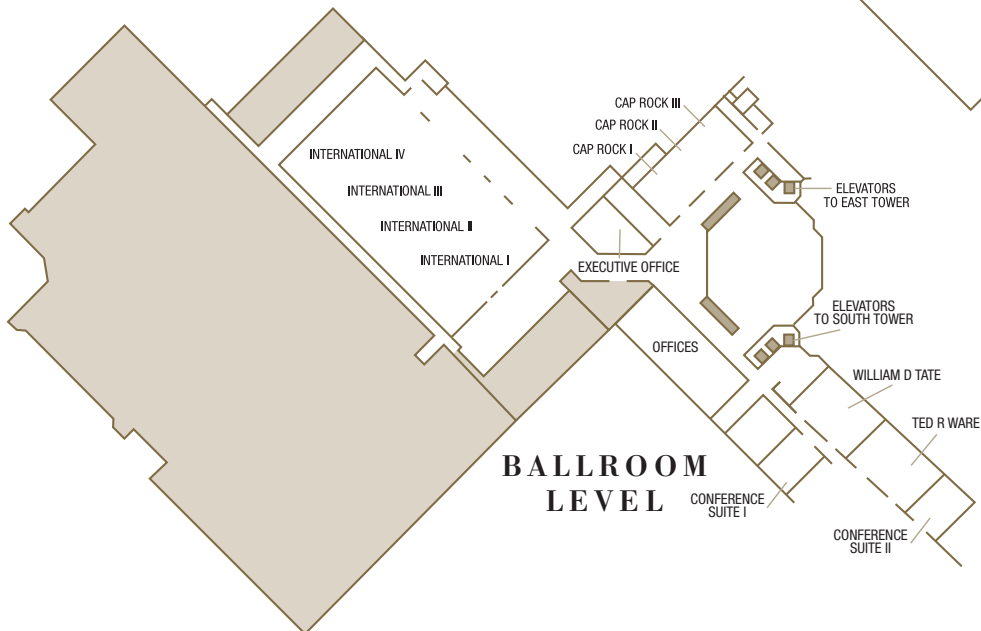 CAP ROCK III
CAP ROCK II
CAP ROCK I
INTERNATIONAL IV
INTERNATIONAL III
INTERNATIONAL II
INTERNATIONAL I
ELEVATORS
TO EAST TOWER
EXECUTIVE OFFICE
ELEVATORS
TO SOUTH TOWER
OFFICES
WILLIAM D TATE
TED R WARE
BALLROOM
LEVEL
CONFERENCE
SUITE I
CONFERENCE
SUITE II